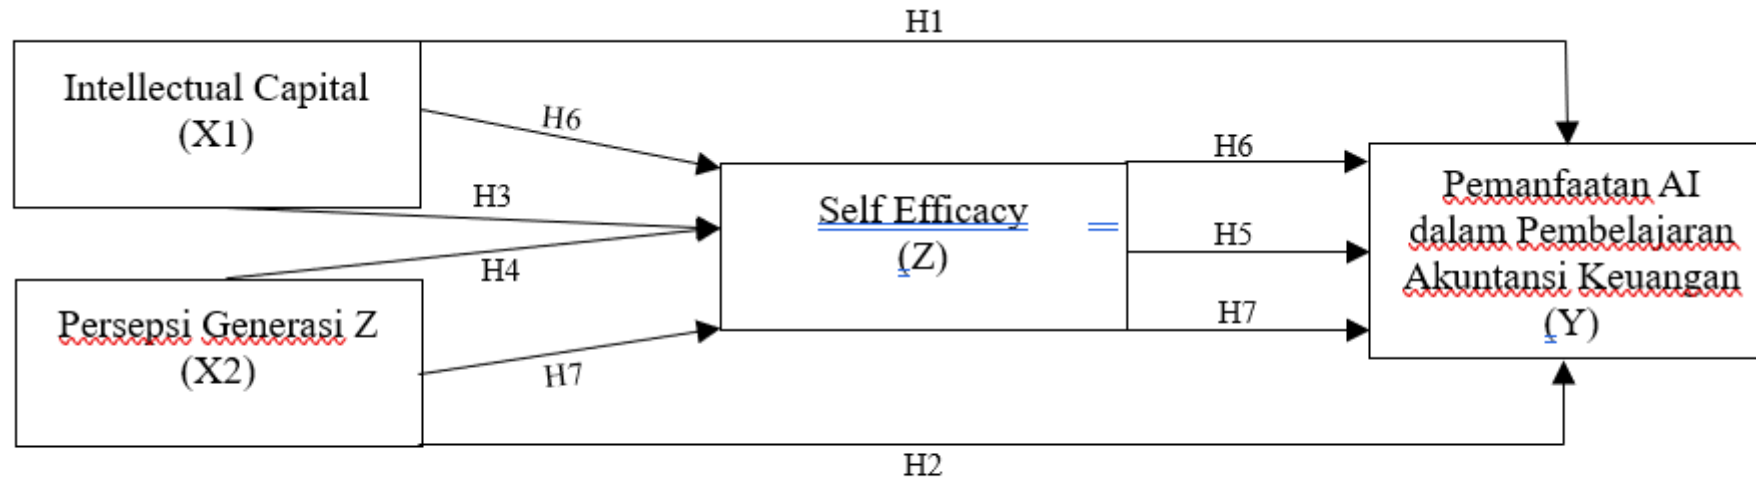 H1
Intellectual Capital
(X1)
H6
H3
H4
Persepsi Generasi Z
(X2)
H7
Self Efficacy
(Z)
H6
H5
H7
Pemanfaatan AI
dalam Pembelajaran
Akuntansi Keuangan
(Y)
H2